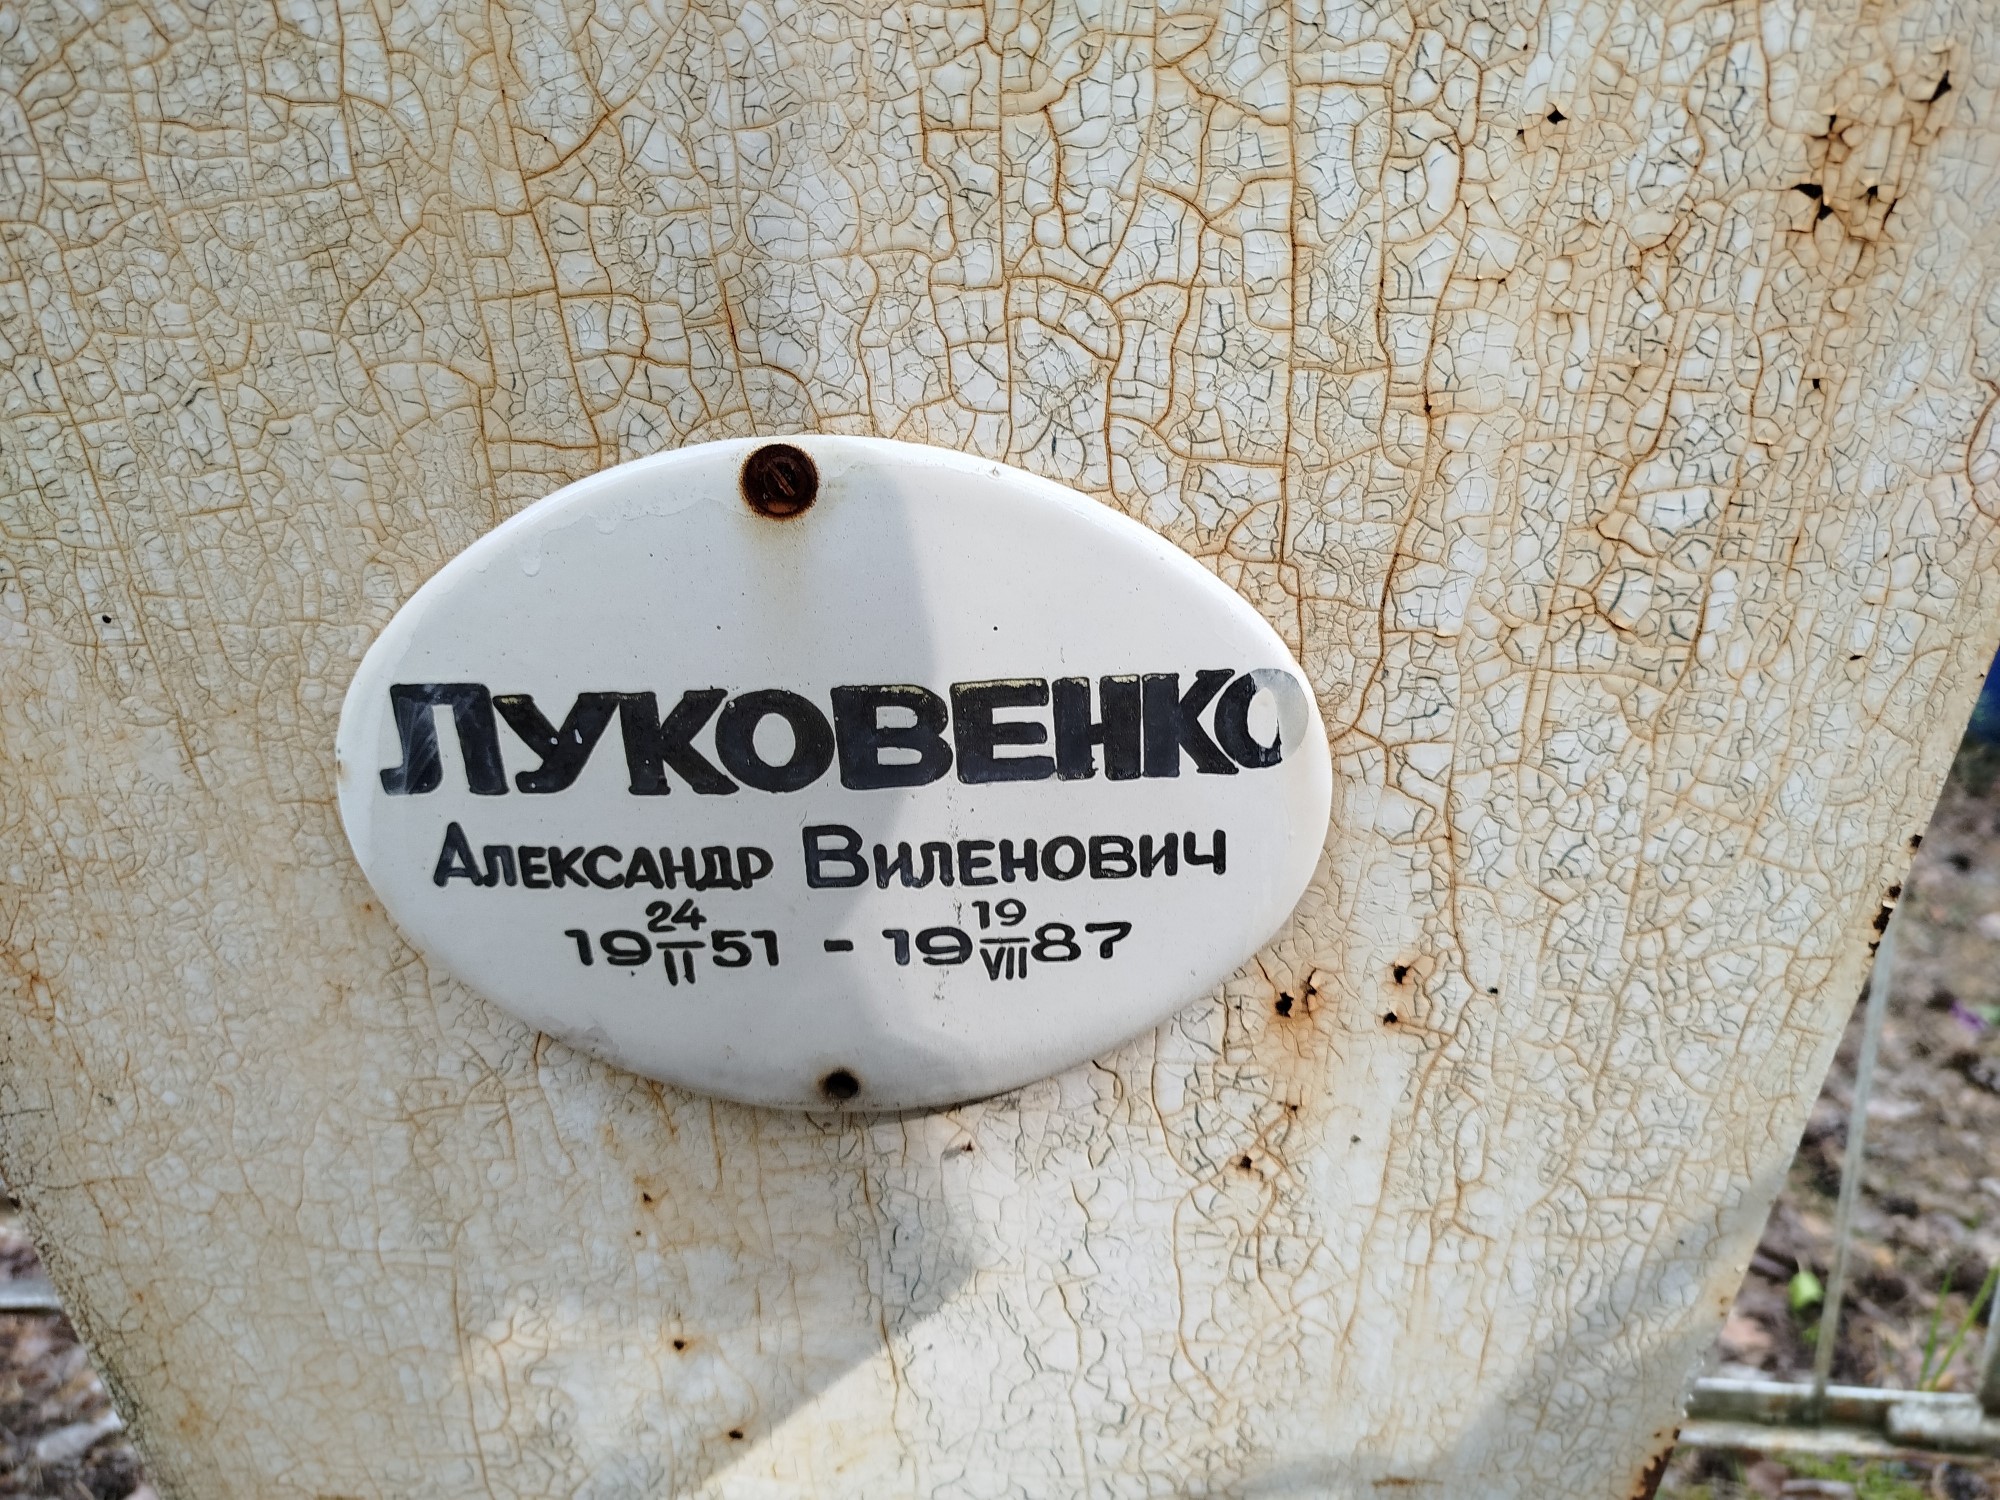 ЛУКОВЕНКО
АЛЕКСАНДР ВИЛЕНОВИЧ
19 24/II 51 - 19 19/VII 87